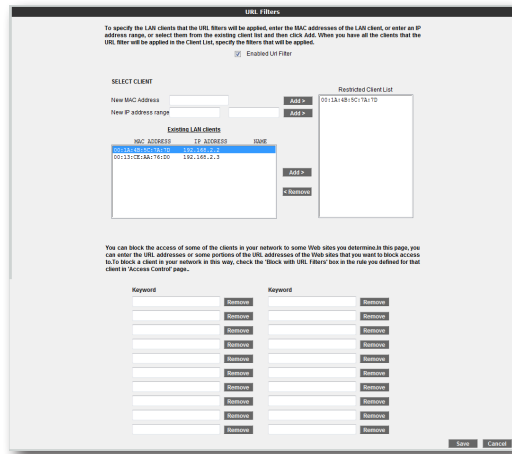 URL Filters
To specify the LAN clients that the URL filters will be applied, enter the MAC addresses of the LAN client, or enter an IP
address range, or select them from the existing client list and then click Add. When you have all the clients that the
URL filter will be applied in the Client List, specify the filters that will be applied.
Enabled Url Filter
SELECT CLIENT
Restricted Client List
New MAC Address Add > 00:1A:4B:5C:7A:7D
New IP address range Add >
Existing LAN clients
MAC ADDRESS IP ADDRESS NAME
00:1A:4B:5C:7A:7D 192.168.2.2
00:13:CE:AA:76:D0 192.168.2.3
Add >
< Remove
You can block the access of some of the clients in your network to some Web sites you determine.In this page, you
can enter the URL addresses or some portions of the URL addresses of the Web sites that you want to block access
to.To block a client in your network in this way, check the 'Block with URL Filters' box in the rule you defined for that
client in 'Access Control' page..
Keyword Keyword
Remove Remove
Remove Remove
Remove Remove
Remove Remove
Remove Remove
Remove Remove
Remove Remove
Remove Remove
Remove Remove
Remove Remove
Save Cancel